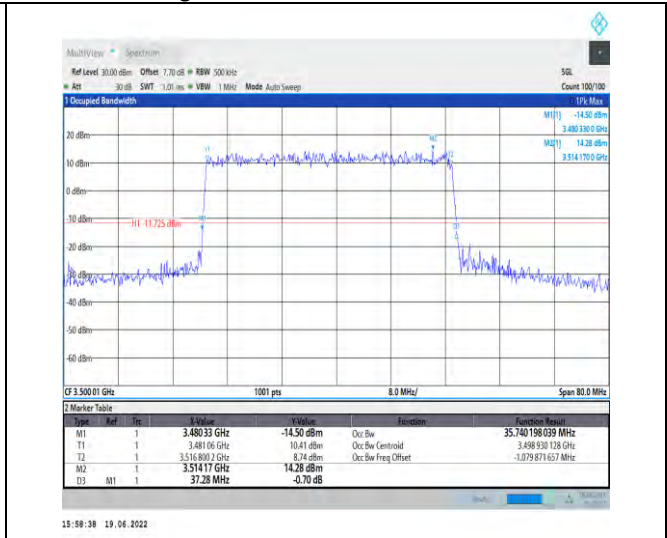 MultiView Spectrum
Ref Level 30.00 dBm Offset 7.70 dB RBW 500 kHz SGL
Att 30 dB SWT 1.01 ms VBW 1 MHz Mode Auto Sweep Count 100/100
1 Occupied Bandwidth 1Pk Max
M1[1] -14.50 dBm
3.480 330 0 GHz
M2[1] 14.28 dBm
3.514 170 0 GHz
20 dBm
M2
T1
T2
10 dBm
0 dBm
-10 dBm
H1 -11.725 dBm
M1
D3
-20 dBm
-30 dBm
-40 dBm
-50 dBm
-60 dBm
CF 3.500 01 GHz 1001 pts 8.0 MHz/ Span 80.0 MHz
2 Marker Table
Type Ref Trc X-Value Y-Value Function Function Result
M1 1 3.48033 GHz -14.50 dBm Occ Bw 35.740 198 039 MHz
T1 1 3.481 06 GHz 10.41 dBm Occ Bw Centroid 3.498 930 128 GHz
T2 1 3.516 800 2 GHz 8.74 dBm Occ Bw Freq Offset -1.079 871 657 MHz
M2 1 3.51417 GHz 14.28 dBm
D3 M1 1 37.28 MHz -0.70 dB
15:58:38 19.06.2022